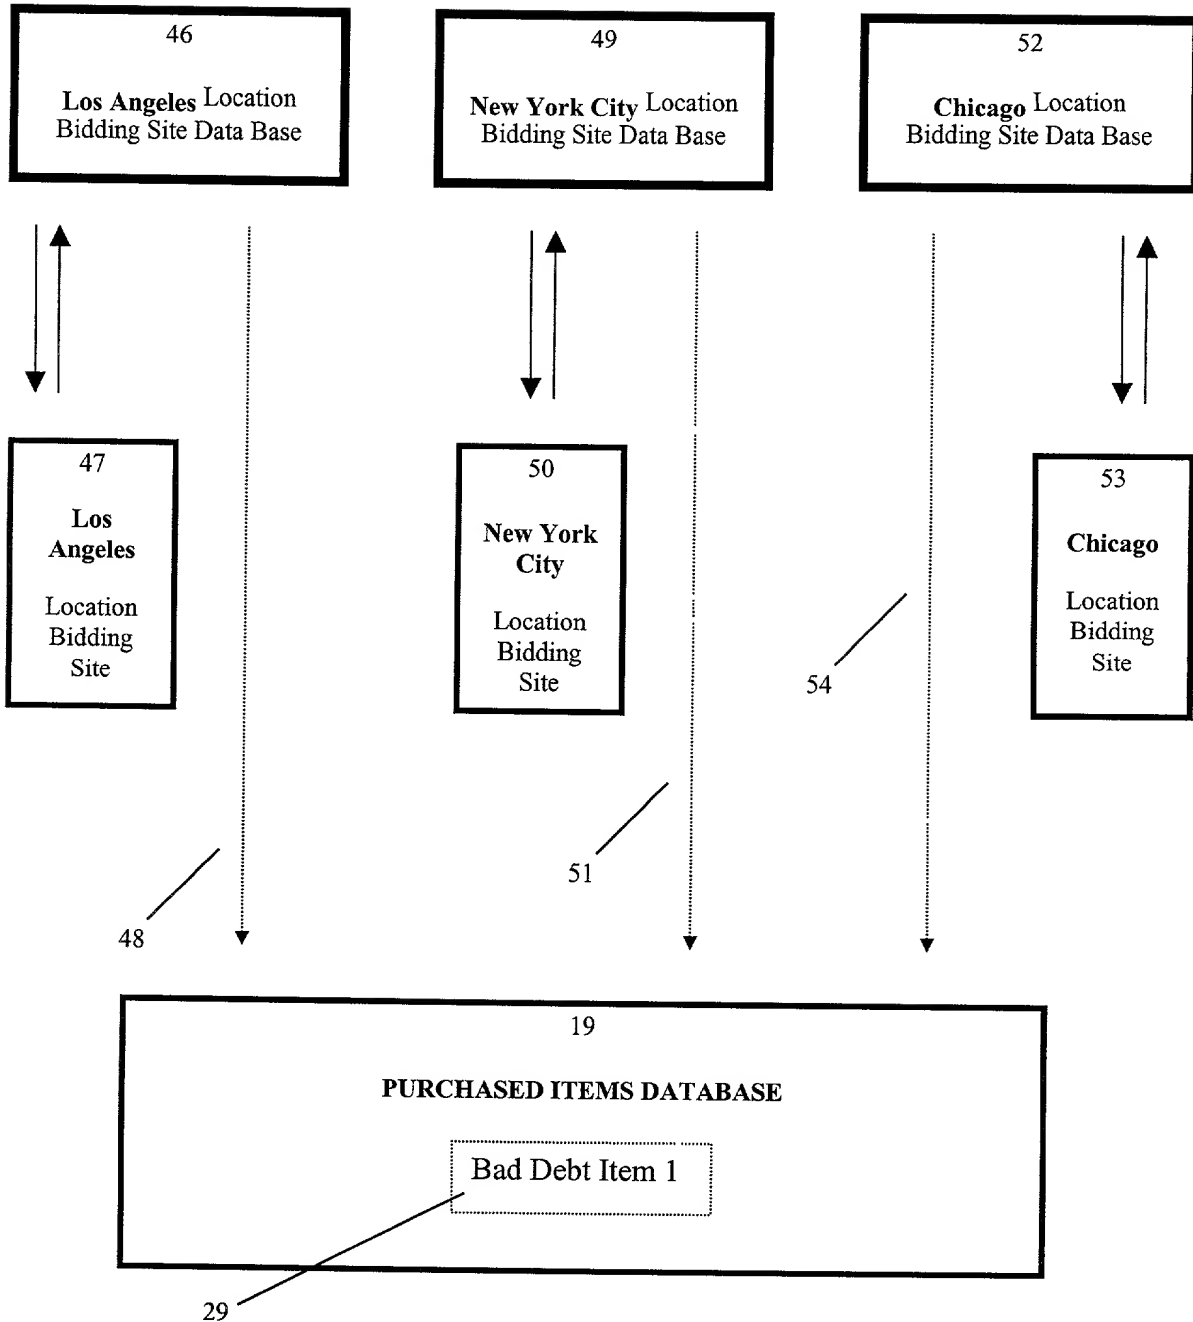 46
Los Angeles Location
Bidding Site Data Base
49
New York City Location
Bidding Site Data Base
52
Chicago Location
Bidding Site Data Base
47
Los
Angeles
Location
Bidding
Site
50
New York
City
Location
Bidding
Site
53
Chicago
Location
Bidding
Site
54
51
48
19
PURCHASED ITEMS DATABASE
Bad Debt Item 1
29